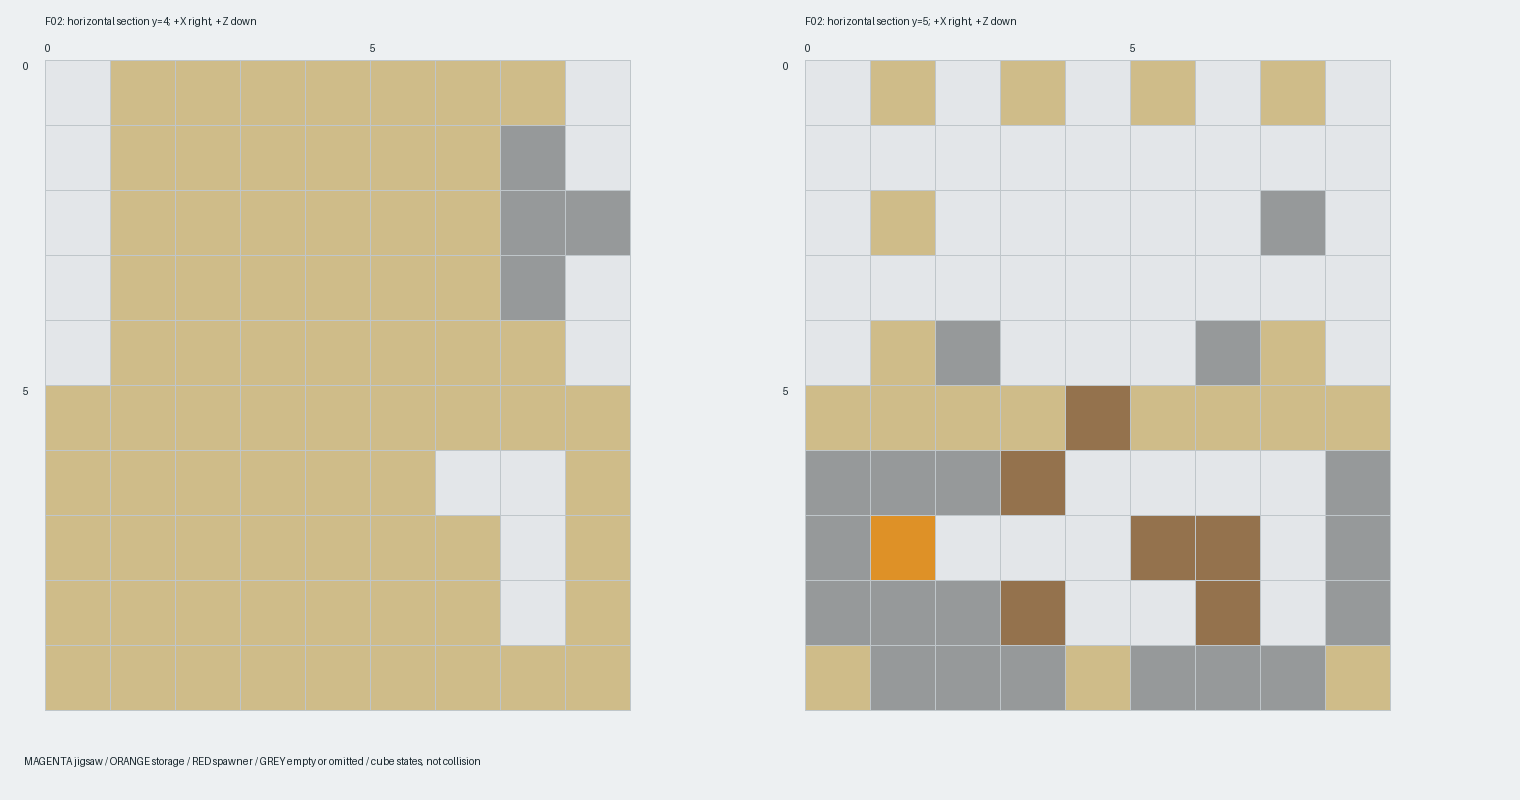 F02: horizontal section y=4; +X right, +Z down
F02: horizontal section y=5; +X right, +Z down
0 5
0 5
0
0
5
5
MAGENTA jigsaw / ORANGE storage / RED spawner / GREY empty or omitted / cube states, not collision